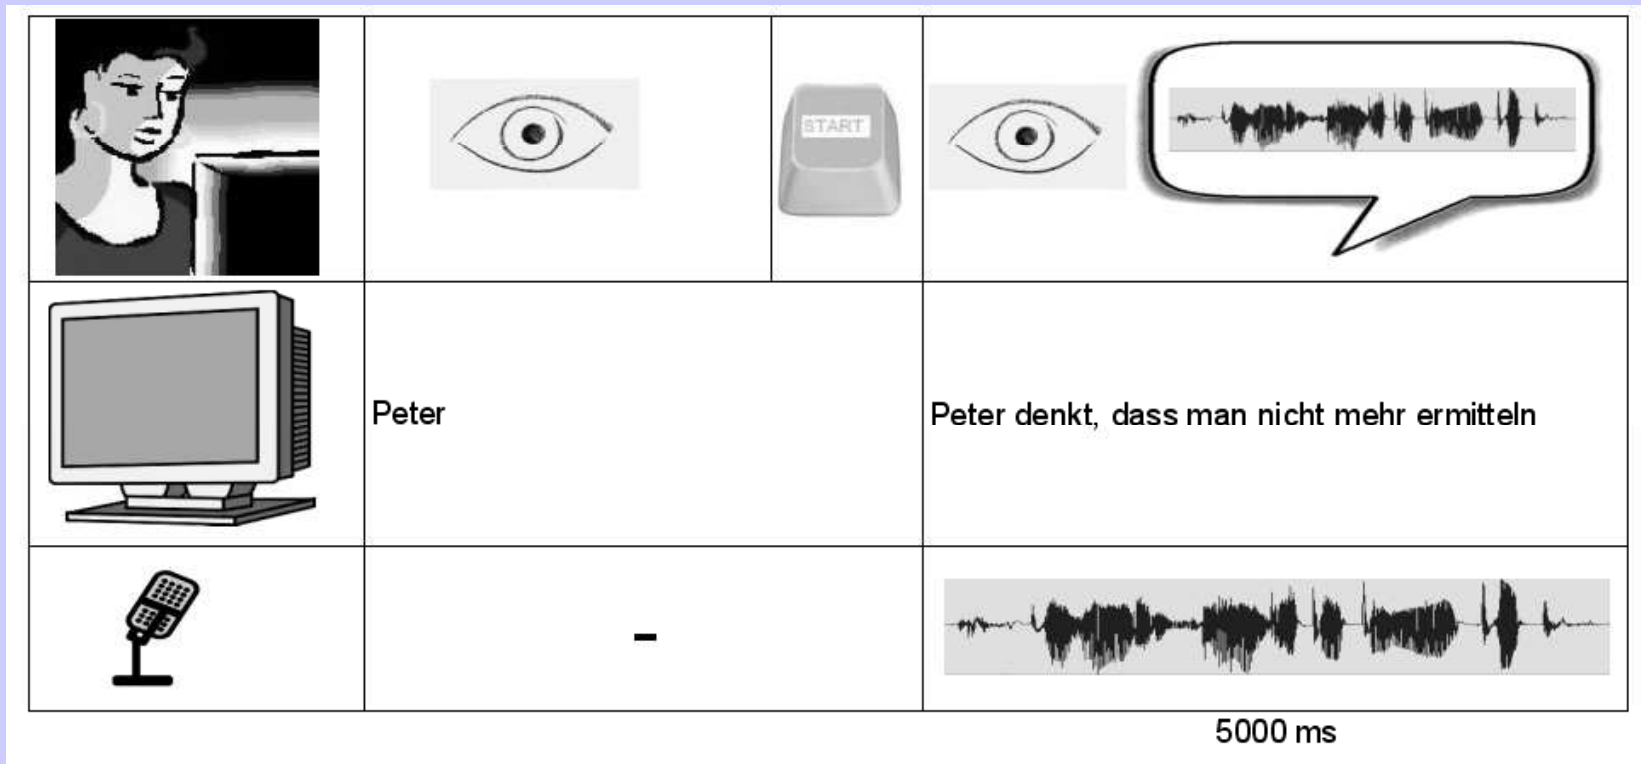 START
Peter
Peter denkt, dass man nicht mehr ermitteln
-
5000 ms